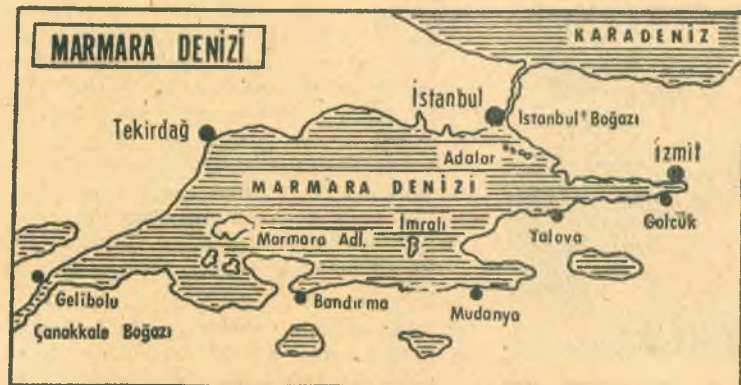 MARMARA DENİZİ
KARADENİZ
İstanbul
İstanbul Boğazı
Tekirdağ
Adalar
İzmit
MARMARA DENİZİ
Gölcük
İmralı
Marmara Adl.
Yalova
Gelibolu
Bandırma
Mudanya
Çanakkale Boğazı